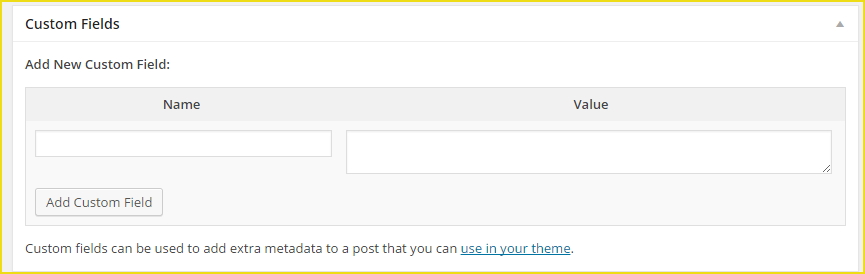 Custom Fields
Add New Custom Field:
Name Value
Add Custom Field
Custom fields can be used to add extra metadata to a post that you can use in your theme.